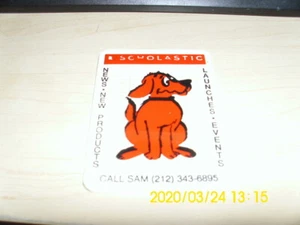 SCHOLASTIC
NEWS • NEW PRODUCTS
LAUNCHES • EVENTS
CALL SAM (212) 343-6895
2020/03/24 13:15